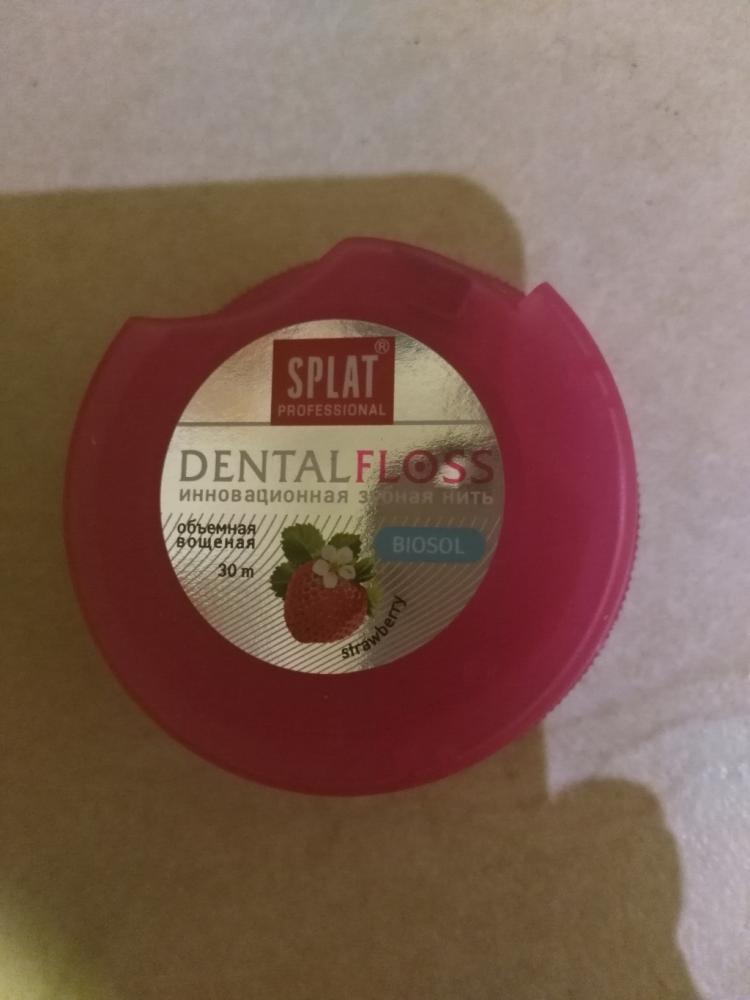 SPLAT®
PROFESSIONAL
DENTALFLOSS
инновационная зубная нить
объемная
вощеная
30 m
BIOSOL
strawberry